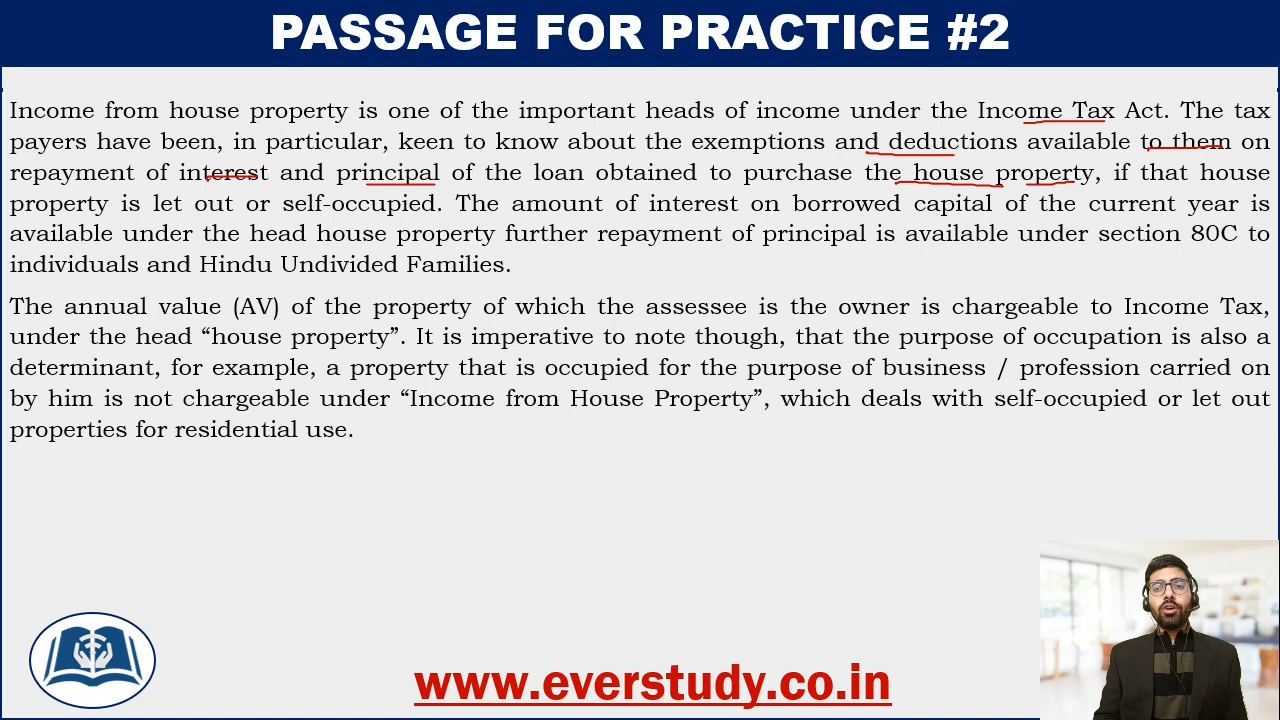 PASSAGE FOR PRACTICE #2
Income from house property is one of the important heads of income under the Income Tax Act. The tax
payers have been, in particular, keen to know about the exemptions and deductions available to them on
repayment of interest and principal of the loan obtained to purchase the house property, if that house
property is let out or self-occupied. The amount of interest on borrowed capital of the current year is
available under the head house property further repayment of principal is available under section 80C to
individuals and Hindu Undivided Families.
The annual value (AV) of the property of which the assessee is the owner is chargeable to Income Tax,
under the head “house property”. It is imperative to note though, that the purpose of occupation is also a
determinant, for example, a property that is occupied for the purpose of business / profession carried on
by him is not chargeable under “Income from House Property”, which deals with self-occupied or let out
properties for residential use.
www.everstudy.co.in